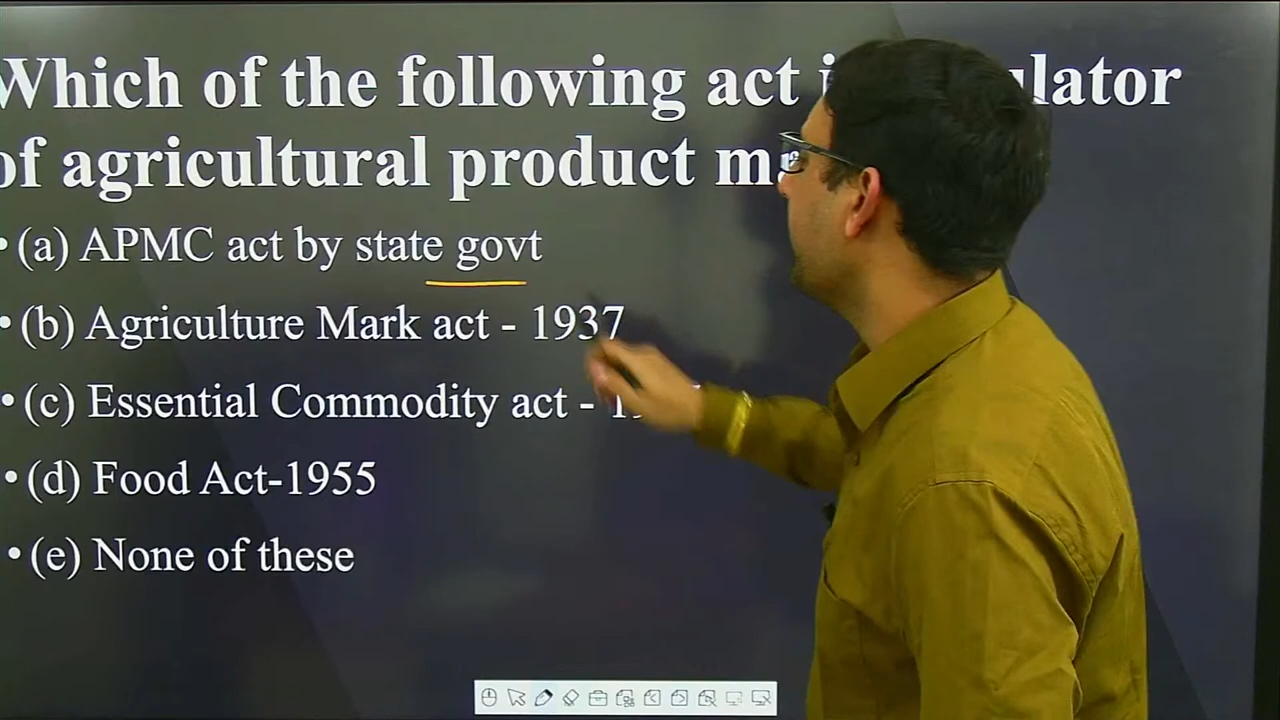 Which of the following act lator
of agricultural product
• (a) APMC act by state govt
• (b) Agriculture Mark act - 1937
• (c) Essential Commodity act -
• (d) Food Act-1955
• (e) None of these